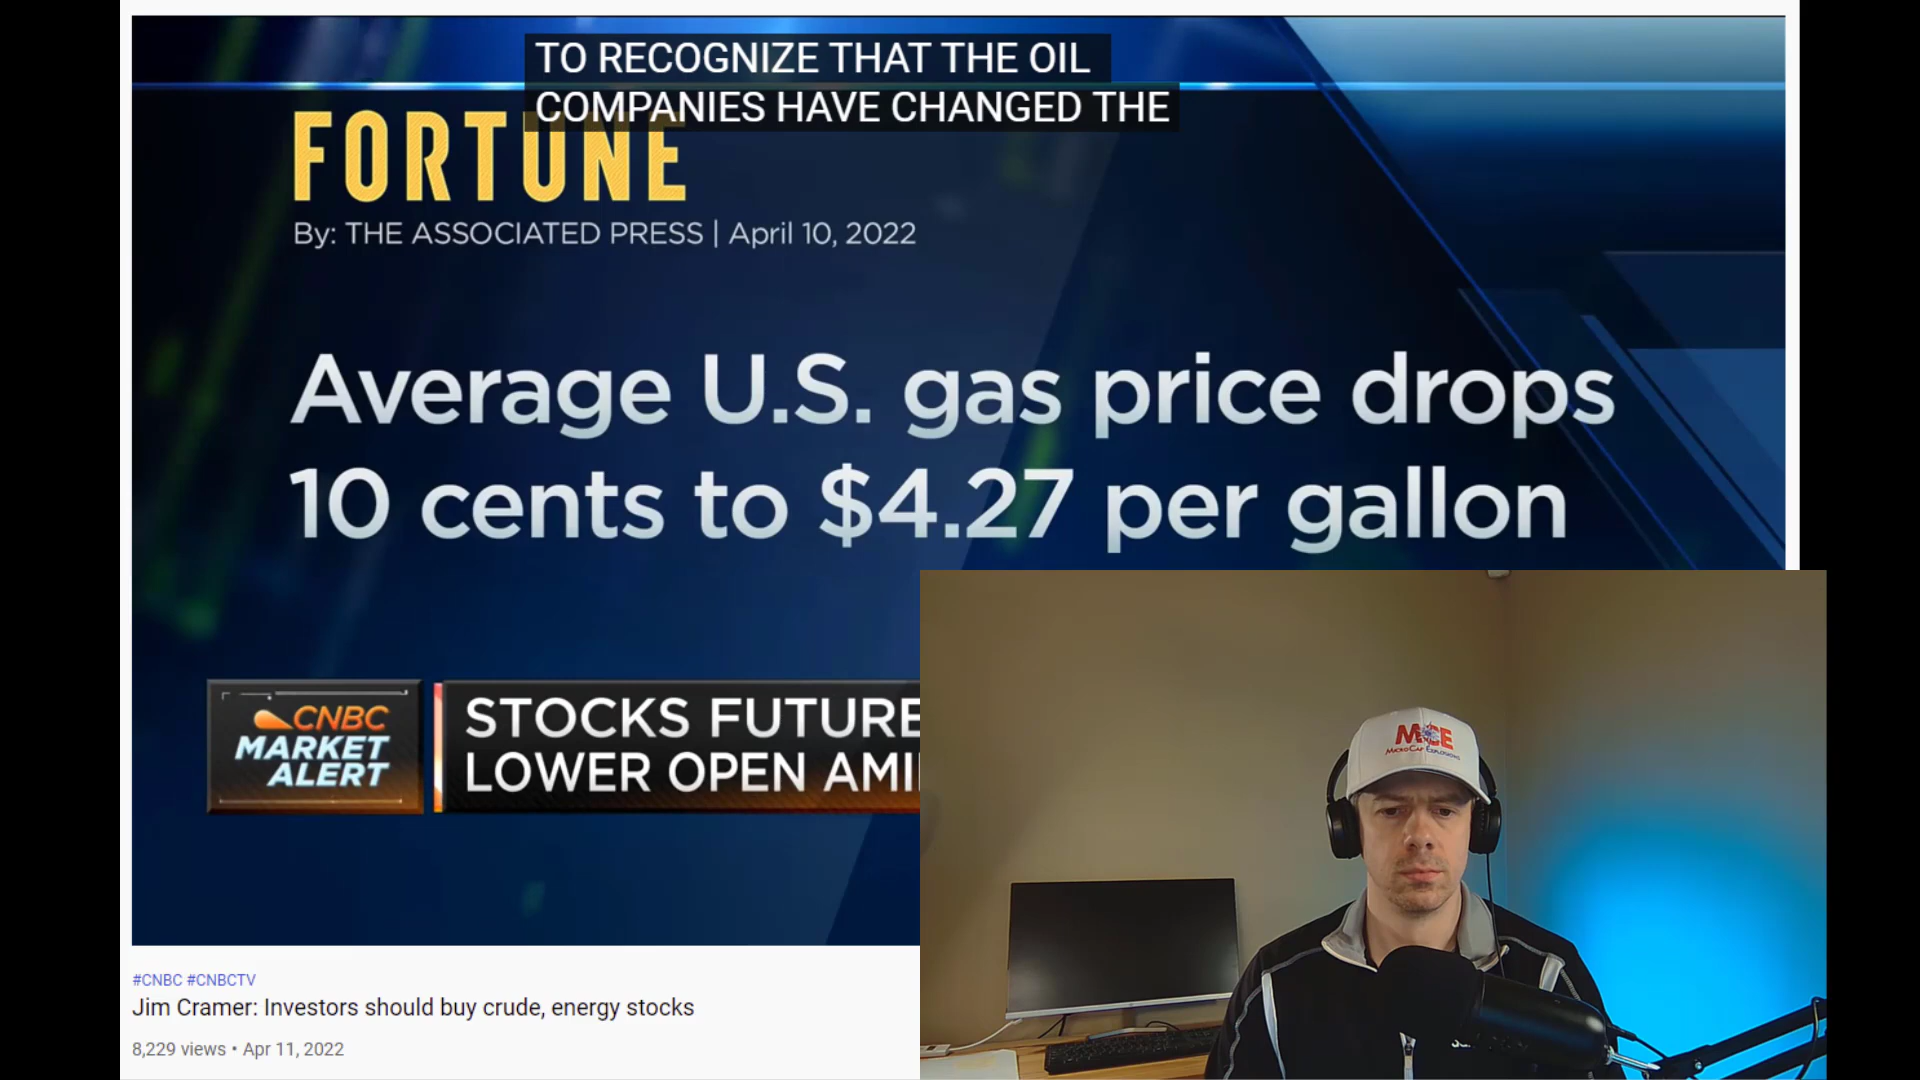 TO RECOGNIZE THAT THE OIL
COMPANIES HAVE CHANGED THE
FORTUNE
By: THE ASSOCIATED PRESS | April 10, 2022
Average U.S. gas price drops
10 cents to $4.27 per gallon
CNBC
MARKET
ALERT
STOCKS FUTURE
LOWER OPEN AMI
MCE
MICROCAP EXPLOSIONS
#CNBC #CNBCTV
Jim Cramer: Investors should buy crude, energy stocks
8,229 views • Apr 11, 2022